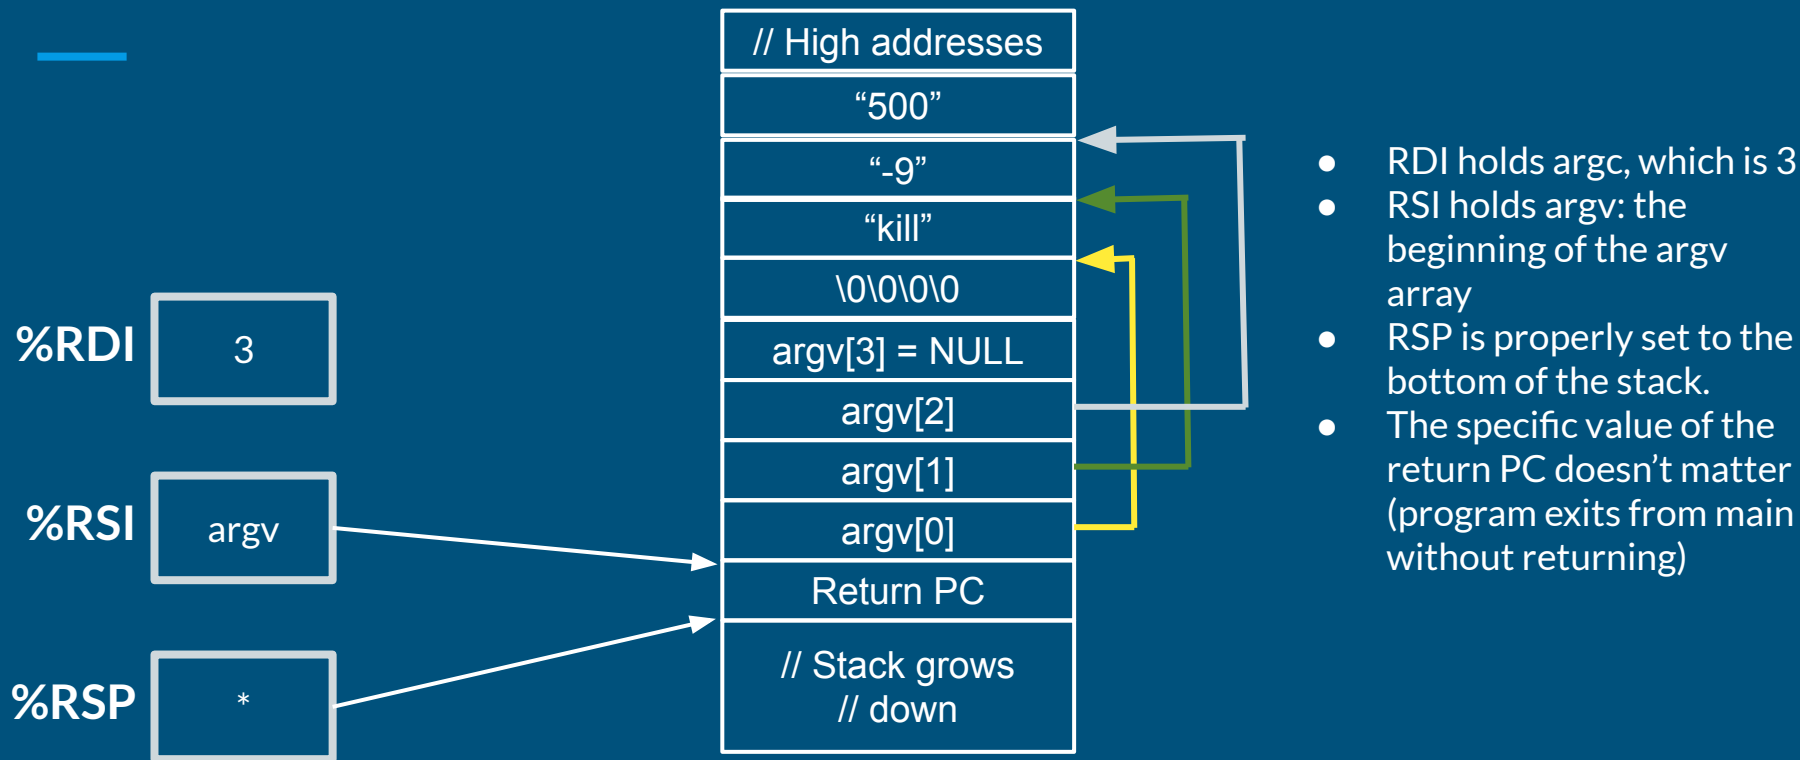 // High addresses
“500”
“-9”
“kill”
\0\0\0\0
argv[3] = NULL
argv[2]
argv[1]
argv[0]
Return PC
// Stack grows
// down
%RDI
3
%RSI
argv
%RSP
*
● RDI holds argc, which is 3
● RSI holds argv: the
beginning of the argv
array
● RSP is properly set to the
bottom of the stack.
● The specific value of the
return PC doesn’t matter
(program exits from main
without returning)